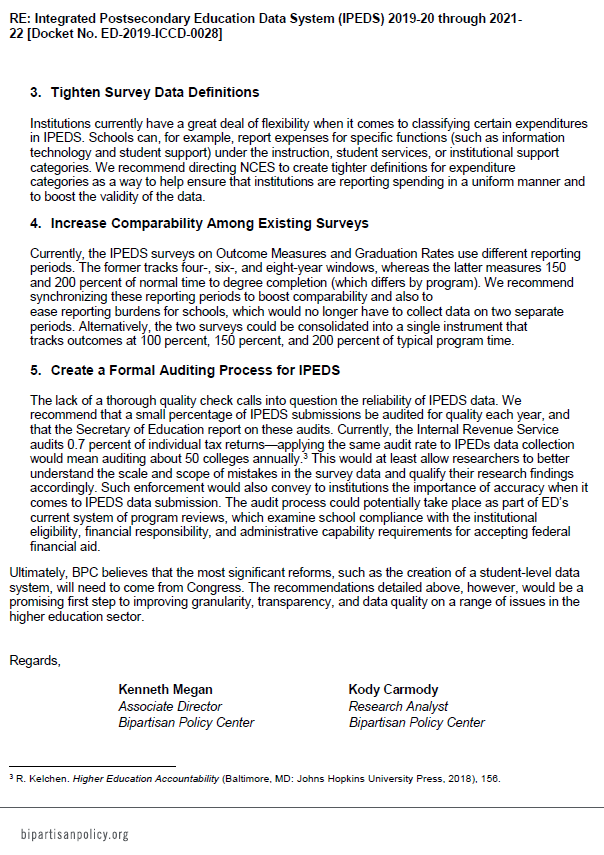 RE: Integrated Postsecondary Education Data System (IPEDS) 2019-20 through 2021-
22 [Docket No. ED-2019-ICCD-0028]
3. Tighten Survey Data Definitions
Institutions currently have a great deal of flexibility when it comes to classifying certain expenditures
in IPEDS. Schools can, for example, report expenses for specific functions (such as information
technology and student support) under the instruction, student services, or institutional support
categories. We recommend directing NCES to create tighter definitions for expenditure
categories as a way to help ensure that institutions are reporting spending in a uniform manner and
to boost the validity of the data.
4. Increase Comparability Among Existing Surveys
Currently, the IPEDS surveys on Outcome Measures and Graduation Rates use different reporting
periods. The former tracks four-, six-, and eight-year windows, whereas the latter measures 150
and 200 percent of normal time to degree completion (which differs by program). We recommend
synchronizing these reporting periods to boost comparability and also to
ease reporting burdens for schools, which would no longer have to collect data on two separate
periods. Alternatively, the two surveys could be consolidated into a single instrument that
tracks outcomes at 100 percent, 150 percent, and 200 percent of typical program time.
5. Create a Formal Auditing Process for IPEDS
The lack of a thorough quality check calls into question the reliability of IPEDS data. We
recommend that a small percentage of IPEDS submissions be audited for quality each year, and
that the Secretary of Education report on these audits. Currently, the Internal Revenue Service
audits 0.7 percent of individual tax returns—applying the same audit rate to IPEDs data collection
would mean auditing about 50 colleges annually.³ This would at least allow researchers to better
understand the scale and scope of mistakes in the survey data and qualify their research findings
accordingly. Such enforcement would also convey to institutions the importance of accuracy when it
comes to IPEDS data submission. The audit process could potentially take place as part of ED's
current system of program reviews, which examine school compliance with the institutional
eligibility, financial responsibility, and administrative capability requirements for accepting federal
financial aid.
Ultimately, BPC believes that the most significant reforms, such as the creation of a student-level data
system, will need to come from Congress. The recommendations detailed above, however, would be a
promising first step to improving granularity, transparency, and data quality on a range of issues in the
higher education sector.
Regards,
Kenneth Megan Kody Carmody
Associate Director Research Analyst
Bipartisan Policy Center Bipartisan Policy Center
³ R. Kelchen. Higher Education Accountability (Baltimore, MD: Johns Hopkins University Press, 2018), 156.
bipartisanpolicy.org